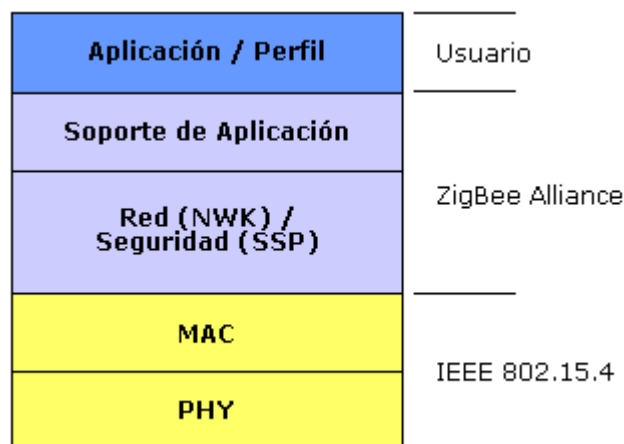 Aplicación / Perfil
Usuario
Soporte de Aplicación
ZigBee Alliance
Red (NWK) /
Seguridad (SSP)
MAC
IEEE 802.15.4
PHY